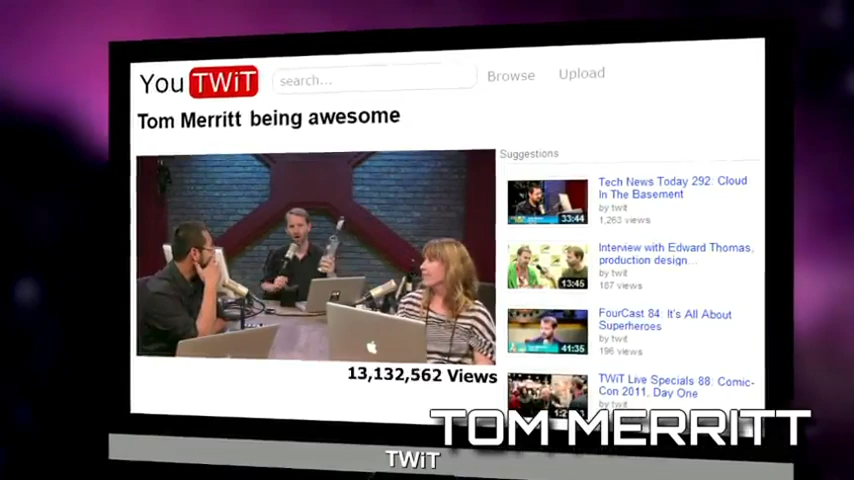 You TWiT
search...
Browse
Upload
Tom Merritt being awesome
Suggestions
Tech News Today 292: Cloud
In The Basement
by twit
1,263 views
33:44
Interview with Edward Thomas,
production design...
by twit
187 views
13:45
FourCast 84: It's All About
Superheroes
by twit
196 views
41:35
TWiT Live Specials 88: Comic-
Con 2011, Day One
by twit
13,132,562 Views
TOM MERRITT
TWiT